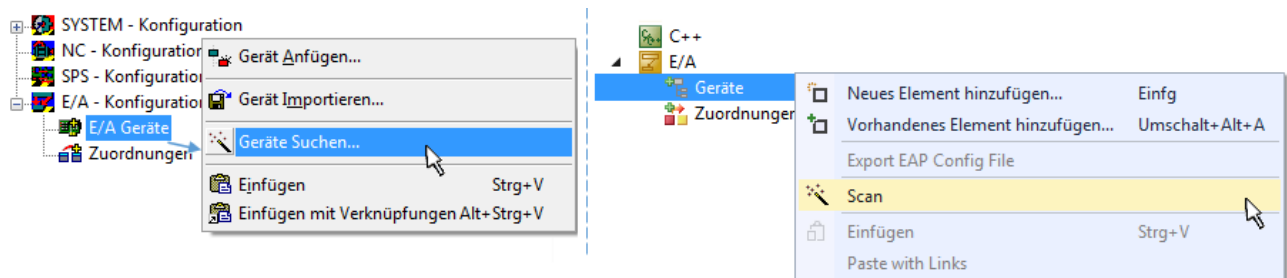 SYSTEM - Konfiguration
NC - Konfiguration
SPS - Konfiguratio
E/A - Konfiguration
E/A Geräte
Zuordnungen
Gerät Anfügen...
Gerät Importieren...
Geräte Suchen...
Einfügen Strg+V
Einfügen mit Verknüpfungen Alt+Strg+V
C++
E/A
Geräte
Zuordnunger
Neues Element hinzufügen... Einfg
Vorhandenes Element hinzufügen... Umschalt+Alt+A
Export EAP Config File
Scan
Einfügen Strg+V
Paste with Links